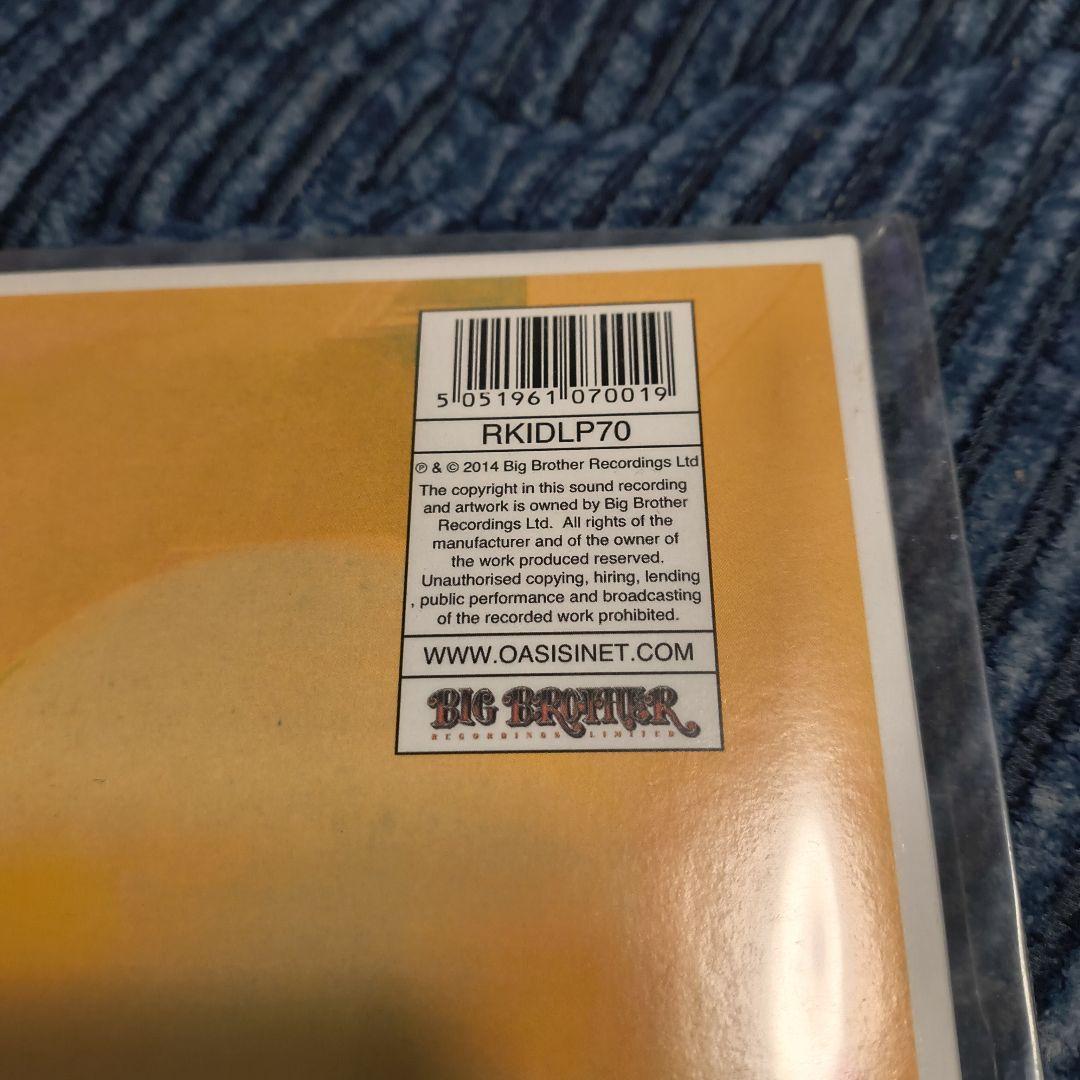 5 051961 070019
RKIDLP70
℗ & © 2014 Big Brother Recordings Ltd
The copyright in this sound recording
and artwork is owned by Big Brother
Recordings Ltd. All rights of the
manufacturer and of the owner of
the work produced reserved.
Unauthorised copying, hiring, lending
, public performance and broadcasting
of the recorded work prohibited.
WWW.OASISINET.COM
BIG BROTHER
RECORDINGS LIMITED